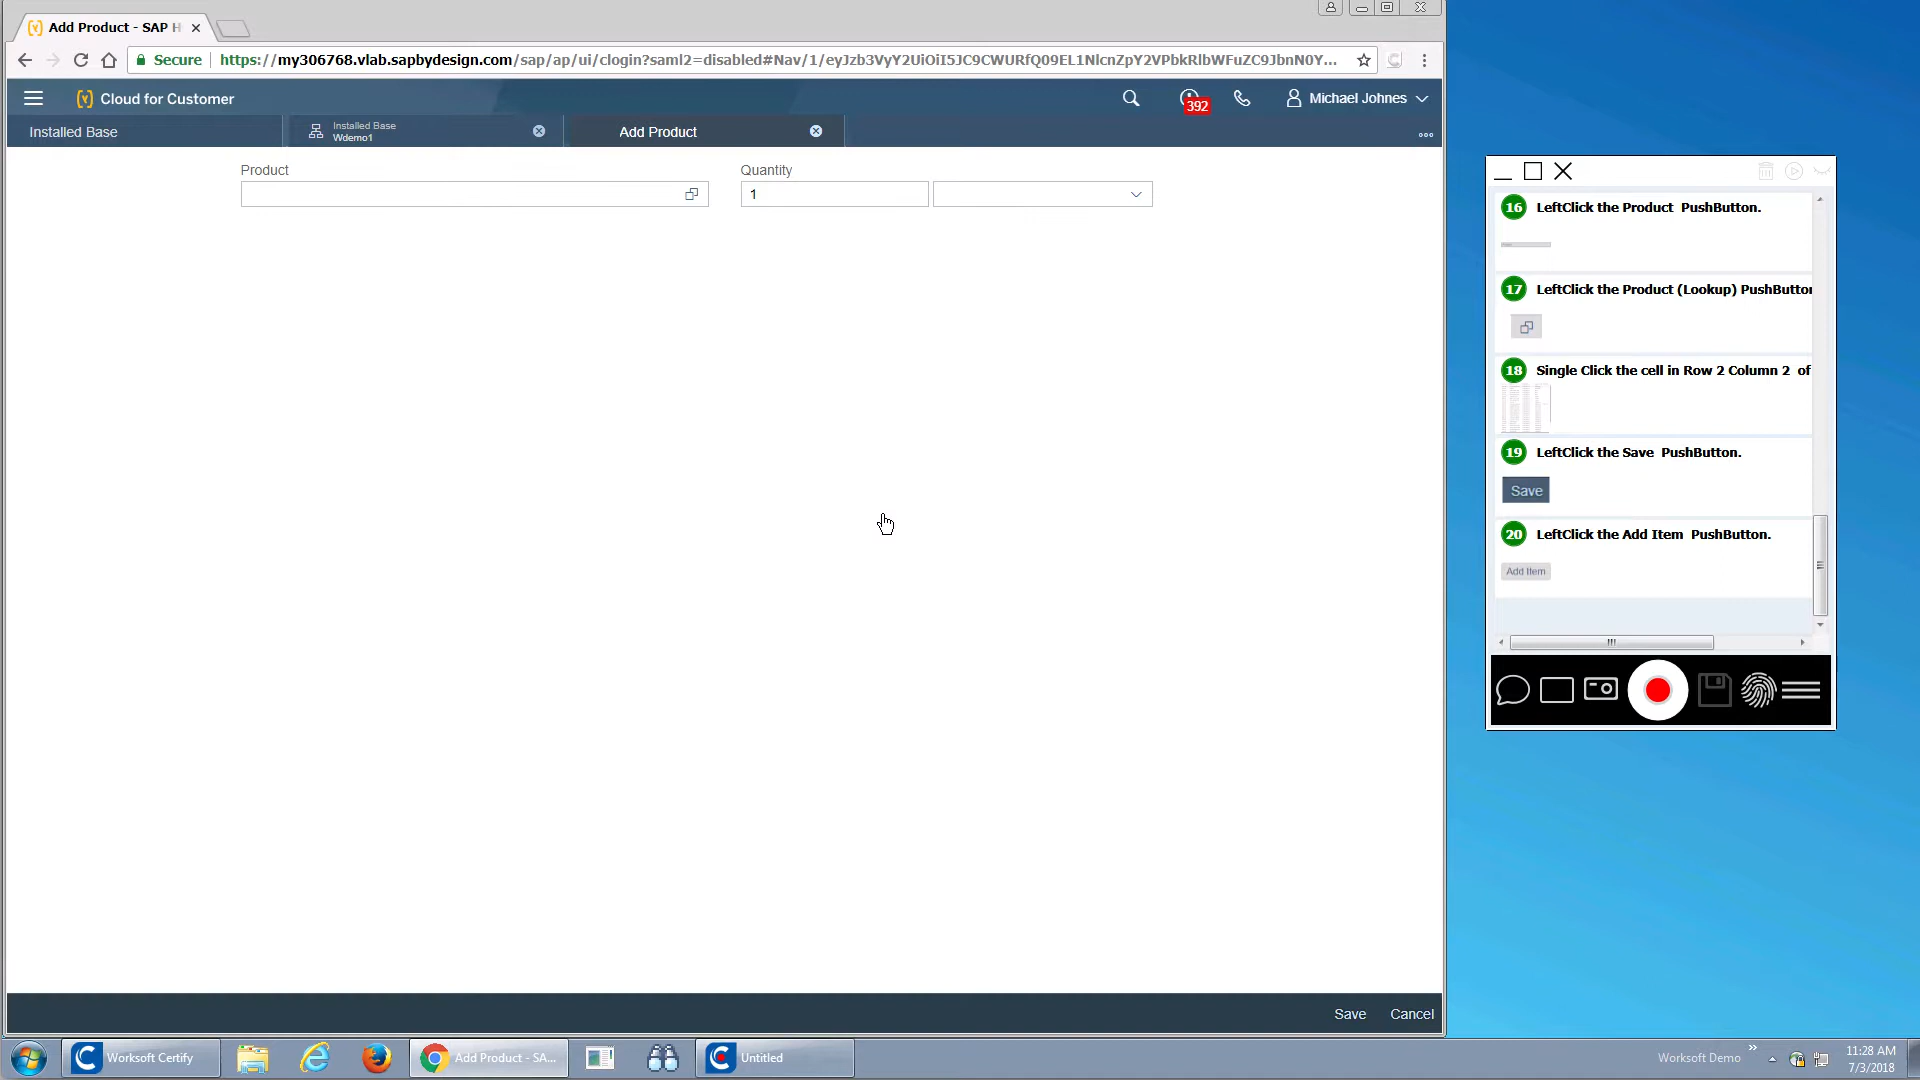 Add Product - SAP H
Secure
https://my306768.vlab.sapbydesign.com/sap/ap/ui/clogin?saml2=disabled#Nav/1/eyJzb3VyY2UiOiI5JC9CWURfQ09EL1NlcnZpY2VPbkRlbWFuZC9JbnN0Y...
Cloud for Customer
392
Michael Johnes
Installed Base
Installed Base
Wdemo1
Add Product
Product
Quantity
1
Save
Cancel
16 LeftClick the Product PushButton.
17 LeftClick the Product (Lookup) PushButton
18 Single Click the cell in Row 2 Column 2 of
19 LeftClick the Save PushButton.
Save
20 LeftClick the Add Item PushButton.
Add Item
Worksoft Certify
Add Product - SA...
Untitled
Worksoft Demo
11:28 AM
7/3/2018